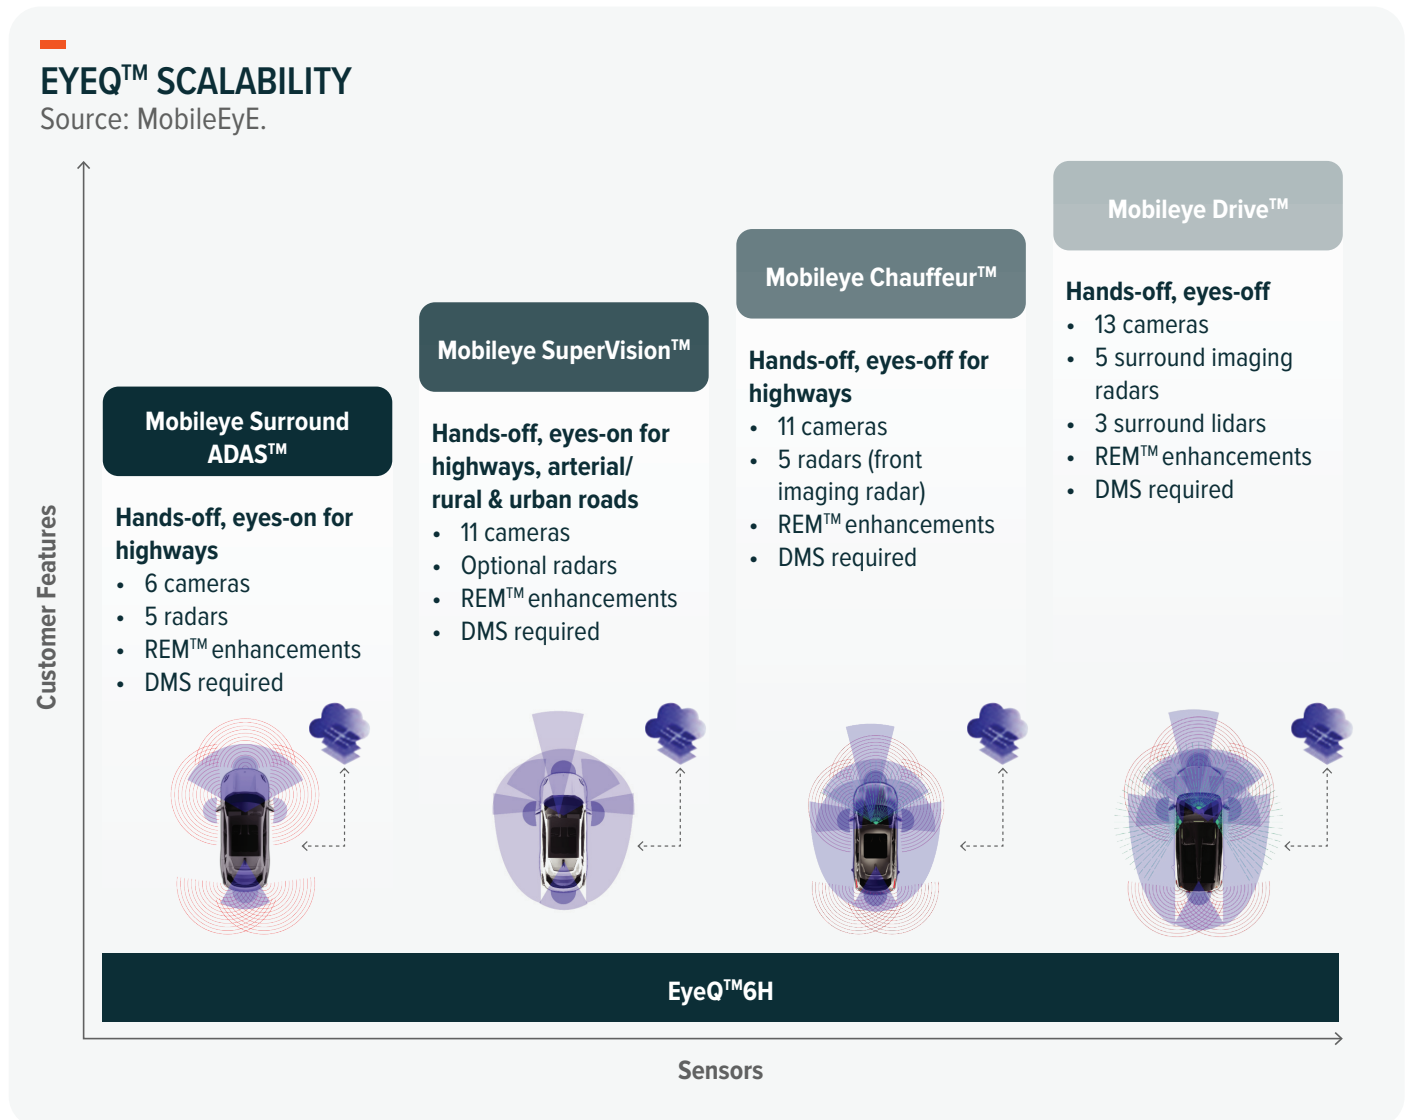 EYEQ™ SCALABILITY
Source: MobileEyE.
Customer Features
Mobileye Surround
ADAS™
Hands-off, eyes-on for
highways
• 6 cameras
• 5 radars
• REM™ enhancements
• DMS required
Mobileye SuperVision™
Hands-off, eyes-on for
highways, arterial/
rural & urban roads
• 11 cameras
• Optional radars
• REM™ enhancements
• DMS required
Mobileye Chauffeur™
Hands-off, eyes-off for
highways
• 11 cameras
• 5 radars (front
imaging radar)
• REM™ enhancements
• DMS required
Mobileye Drive™
Hands-off, eyes-off
• 13 cameras
• 5 surround imaging
radars
• 3 surround lidars
• REM™ enhancements
• DMS required
EyeQ™6H
Sensors